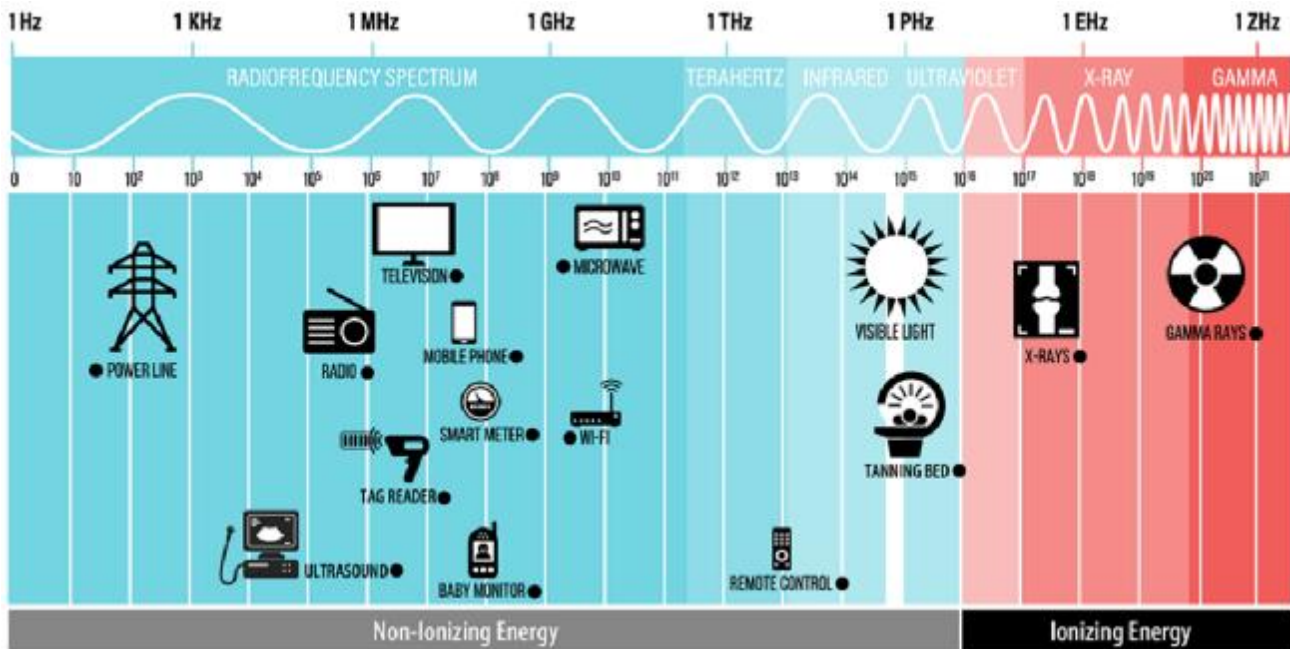 1 Hz 1 KHz 1 MHz 1 GHz 1 THz 1 PHz 1 EHz 1 ZHz
RADIOFREQUENCY SPECTRUM TERAHERTZ INFRARED ULTRAVIOLET X-RAY GAMMA
0 10 10² 10³ 10⁴ 10⁵ 10⁶ 10⁷ 10⁸ 10⁹ 10¹⁰ 10¹¹ 10¹² 10¹³ 10¹⁴ 10¹⁵ 10¹⁶ 10¹⁷ 10¹⁸ 10¹⁹ 10²⁰ 10²¹
TELEVISION
MICROWAVE
VISIBLE LIGHT
GAMMA RAYS
MOBILE PHONE
X-RAYS
POWER LINE
RADIO
SMART METER
WI-FI
TANNING BED
TAG READER
ULTRASOUND
REMOTE CONTROL
BABY MONITOR
Non-Ionizing Energy Ionizing Energy